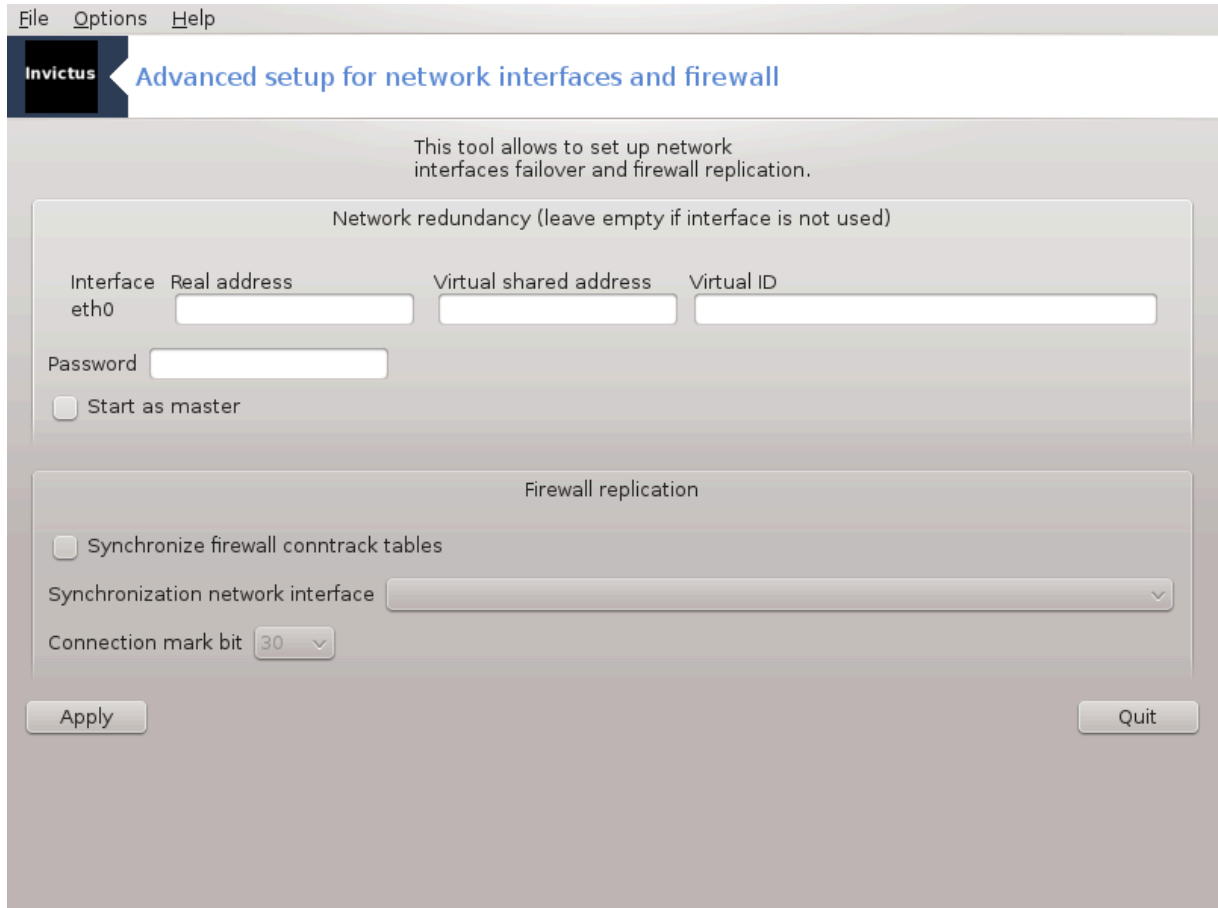 File Options Help
Invictus
Advanced setup for network interfaces and firewall
This tool allows to set up network
interfaces failover and firewall replication.
Network redundancy (leave empty if interface is not used)
Interface Real address Virtual shared address Virtual ID
eth0
Password
Start as master
Firewall replication
Synchronize firewall conntrack tables
Synchronization network interface
Connection mark bit 30
Apply Quit